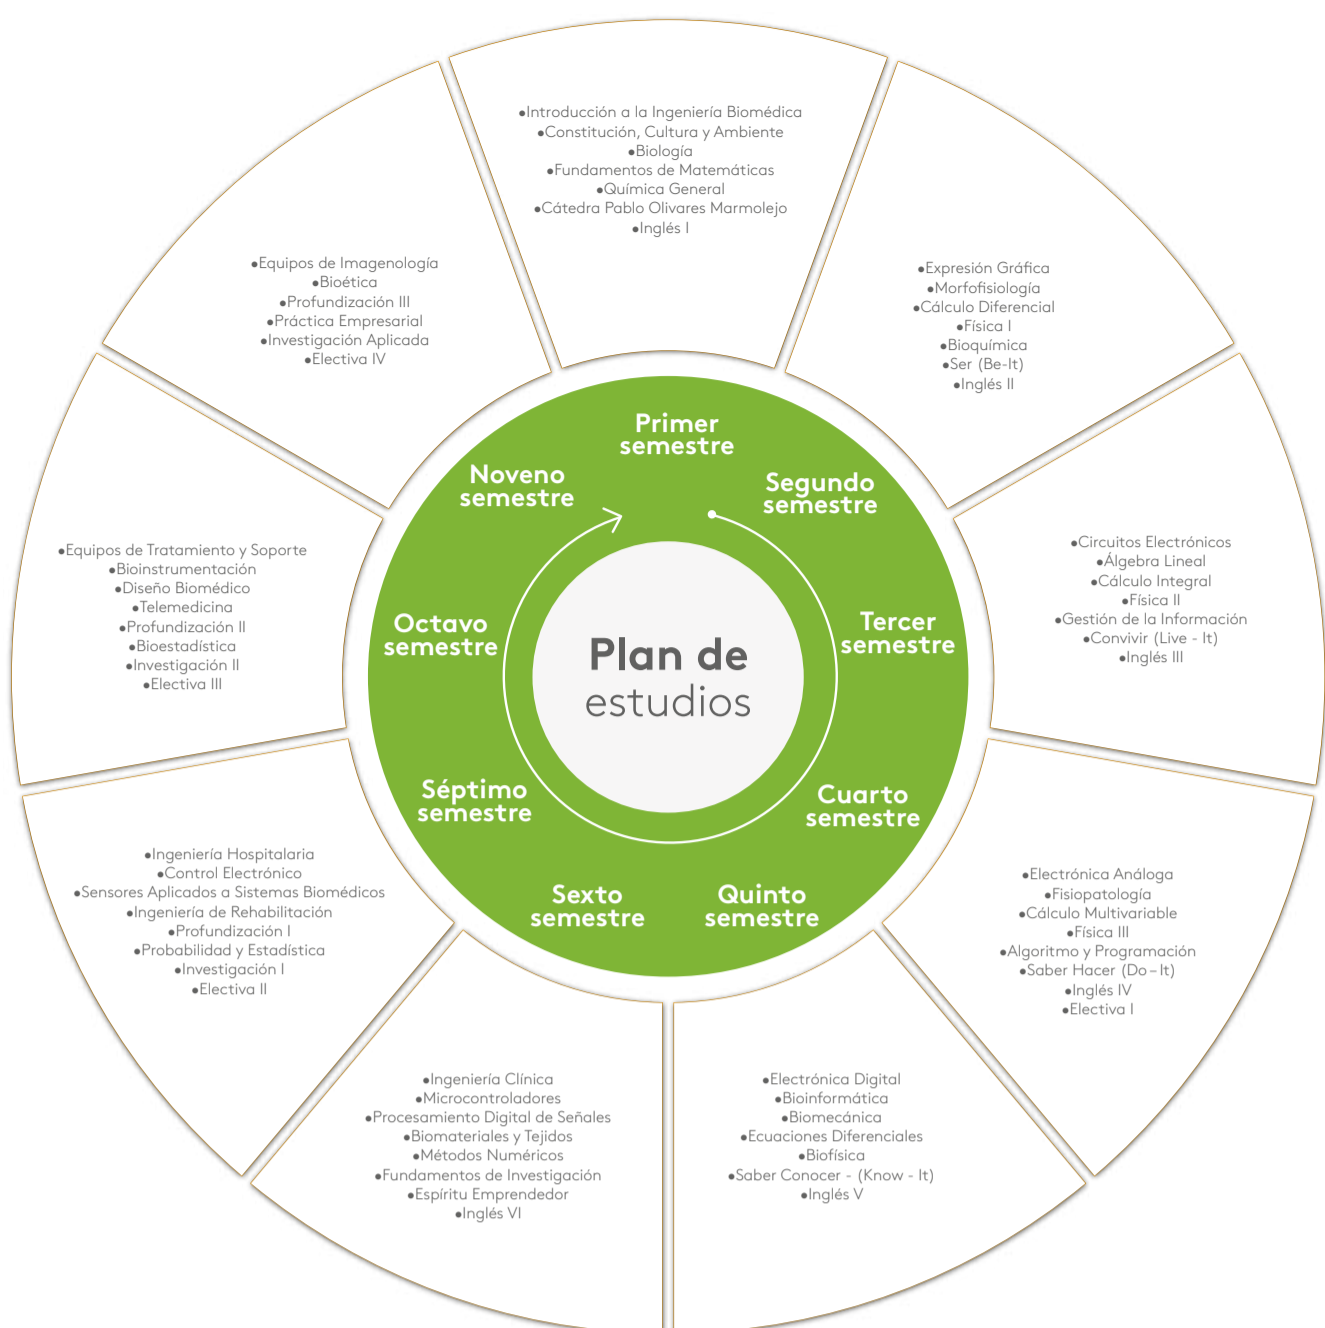 Plan de
estudios
Primer
semestre
•Introducción a la Ingeniería Biomédica
•Constitución, Cultura y Ambiente
•Biología
•Fundamentos de Matemáticas
•Química General
•Cátedra Pablo Olivares Marmolejo
•Inglés I
Segundo
semestre
•Expresión Gráfica
•Morfofisiología
•Cálculo Diferencial
•Física I
•Bioquímica
•Ser (Be-It)
•Inglés II
Tercer
semestre
•Circuitos Electrónicos
•Álgebra Lineal
•Cálculo Integral
•Física II
•Gestión de la Información
•Convivir (Live - It)
•Inglés III
Cuarto
semestre
•Electrónica Análoga
•Fisiopatología
•Cálculo Multivariable
•Física III
•Algoritmo y Programación
•Saber Hacer (Do – It)
•Inglés IV
•Electiva I
Quinto
semestre
•Electrónica Digital
•Bioinformática
•Biomecánica
•Ecuaciones Diferenciales
•Biofísica
•Saber Conocer - (Know - It)
•Inglés V
Sexto
semestre
•Ingeniería Clínica
•Microcontroladores
•Procesamiento Digital de Señales
•Biomateriales y Tejidos
•Métodos Numéricos
•Fundamentos de Investigación
•Espíritu Emprendedor
•Inglés VI
Séptimo
semestre
•Ingeniería Hospitalaria
•Control Electrónico
•Sensores Aplicados a Sistemas Biomédicos
•Ingeniería de Rehabilitación
•Profundización I
•Probabilidad y Estadística
•Investigación I
•Electiva II
Octavo
semestre
•Equipos de Tratamiento y Soporte
•Bioinstrumentación
•Diseño Biomédico
•Telemedicina
•Profundización II
•Bioestadística
•Investigación II
•Electiva III
Noveno
semestre
•Equipos de Imagenología
•Bioética
•Profundización III
•Práctica Empresarial
•Investigación Aplicada
•Electiva IV